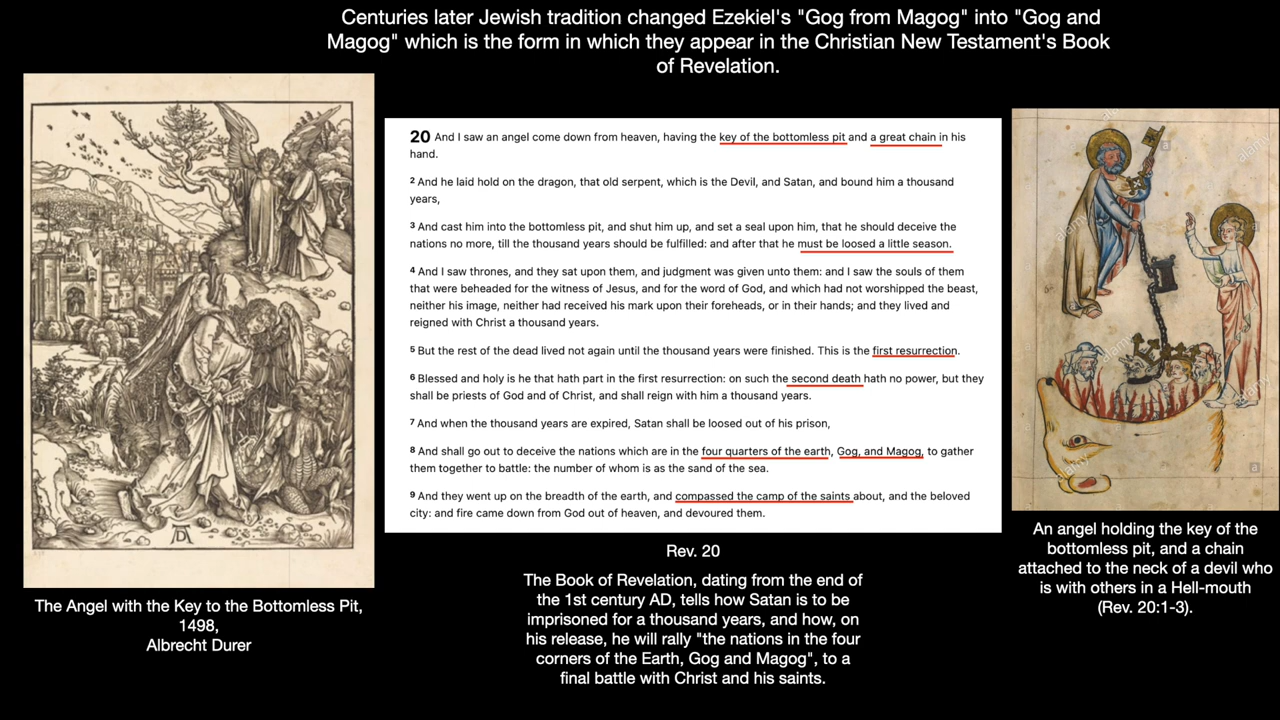 Centuries later Jewish tradition changed Ezekiel's "Gog from Magog" into "Gog and
Magog" which is the form in which they appear in the Christian New Testament's Book
of Revelation.
AD
The Angel with the Key to the Bottomless Pit,
1498,
Albrecht Durer
20 And I saw an angel come down from heaven, having the key of the bottomless pit and a great chain in his
hand.
2 And he laid hold on the dragon, that old serpent, which is the Devil, and Satan, and bound him a thousand
years,
3 And cast him into the bottomless pit, and shut him up, and set a seal upon him, that he should deceive the
nations no more, till the thousand years should be fulfilled: and after that he must be loosed a little season.
4 And I saw thrones, and they sat upon them, and judgment was given unto them: and I saw the souls of them
that were beheaded for the witness of Jesus, and for the word of God, and which had not worshipped the beast,
neither his image, neither had received his mark upon their foreheads, or in their hands; and they lived and
reigned with Christ a thousand years.
5 But the rest of the dead lived not again until the thousand years were finished. This is the first resurrection.
6 Blessed and holy is he that hath part in the first resurrection: on such the second death hath no power, but they
shall be priests of God and of Christ, and shall reign with him a thousand years.
7 And when the thousand years are expired, Satan shall be loosed out of his prison,
8 And shall go out to deceive the nations which are in the four quarters of the earth, Gog, and Magog, to gather
them together to battle: the number of whom is as the sand of the sea.
9 And they went up on the breadth of the earth, and compassed the camp of the saints about, and the beloved
city: and fire came down from God out of heaven, and devoured them.
Rev. 20
The Book of Revelation, dating from the end of
the 1st century AD, tells how Satan is to be
imprisoned for a thousand years, and how, on
his release, he will rally "the nations in the four
corners of the Earth, Gog and Magog", to a
final battle with Christ and his saints.
alamy
a
alamy
alamy
alamy
a
An angel holding the key of the
bottomless pit, and a chain
attached to the neck of a devil who
is with others in a Hell-mouth
(Rev. 20:1-3).